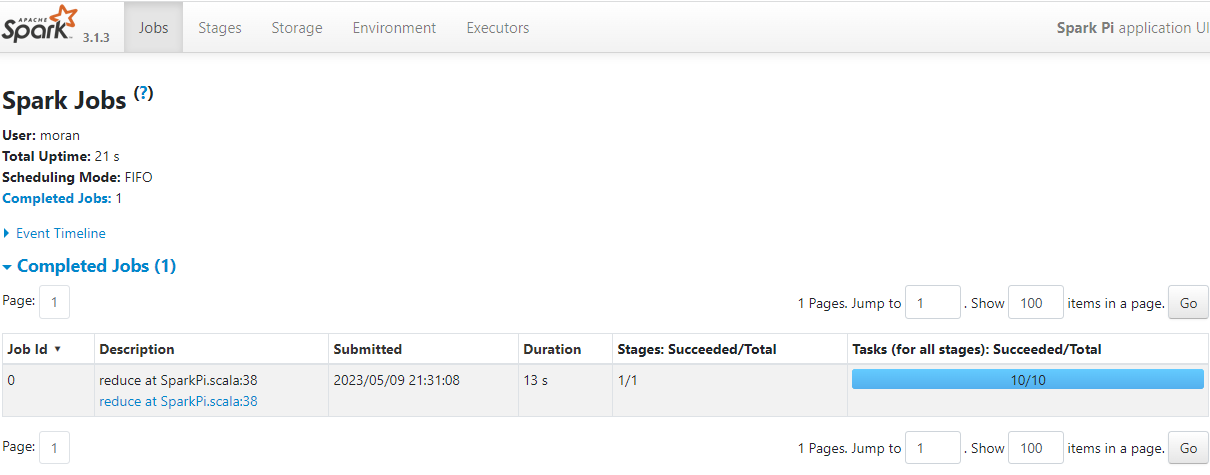 APACHE
Spark 3.1.3 Jobs Stages Storage Environment Executors Spark Pi application UI
Spark Jobs (?)
User: moran
Total Uptime: 21 s
Scheduling Mode: FIFO
Completed Jobs: 1
Event Timeline
Completed Jobs (1)
Page: 1 1 Pages. Jump to 1 . Show 100 items in a page. Go
Job Id ▾ Description Submitted Duration Stages: Succeeded/Total Tasks (for all stages): Succeeded/Total
0 reduce at SparkPi.scala:38 2023/05/09 21:31:08 13 s 1/1 10/10
reduce at SparkPi.scala:38
Page: 1 1 Pages. Jump to 1 . Show 100 items in a page. Go